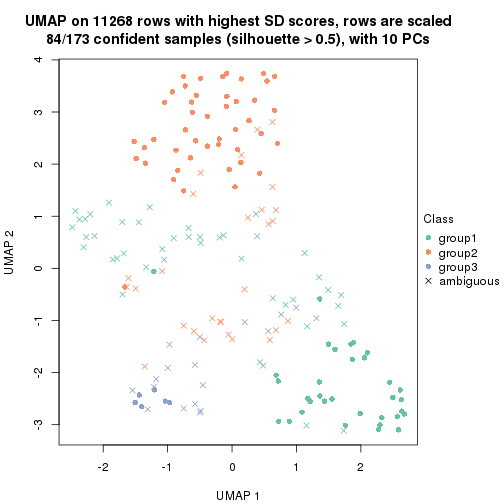 UMAP on 11268 rows with highest SD scores, rows are scaled
84/173 confident samples (silhouette > 0.5), with 10 PCs
4
3
2
1
0
-1
-2
-3
UMAP 2
-2
-1
0
1
2
UMAP 1
Class
group1
group2
group3
ambiguous